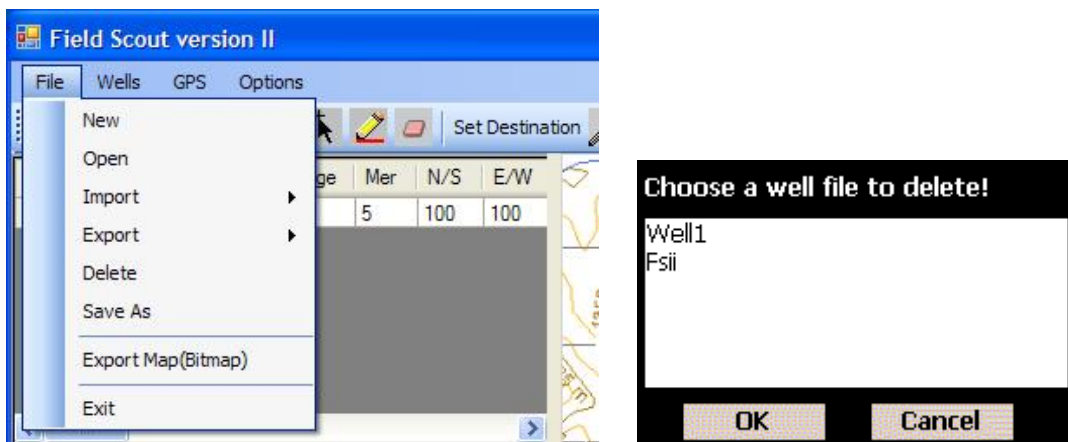 Field Scout version II
File Wells GPS Options
New
Set Destination
Open
ge Mer N/S E/W
Import
5 100 100
Export
Delete
Save As
Export Map(Bitmap)
Exit
Choose a well file to delete!
Well1
Fsii
OK Cancel